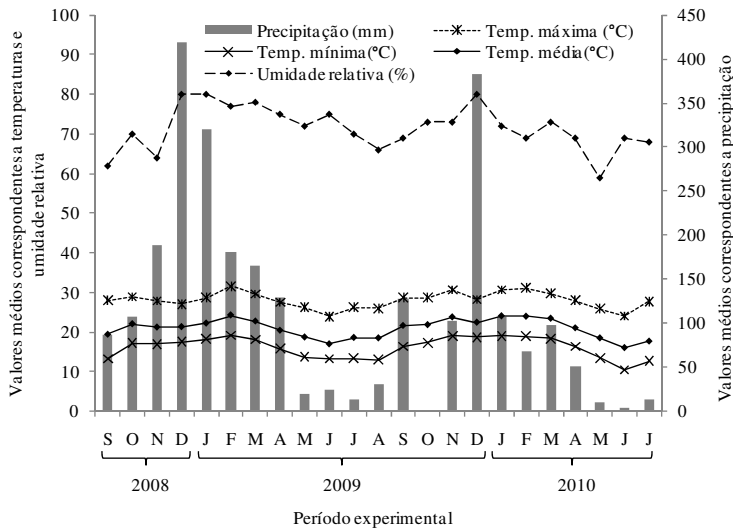 Precipitação (mm)
Temp. máxima (°C)
Temp. mínima (°C)
Temp. média (°C)
Umidade relativa (%)
Valores médios correspondentes a temperaturas e
umidade relativa
100
90
80
70
60
50
40
30
20
10
0
450
400
350
300
250
200
150
100
50
0
Valores médios correspondentes a precipitação
S O N D J F M A M J J A S O N D J F M A M J J
2008 2009 2010
Período experimental